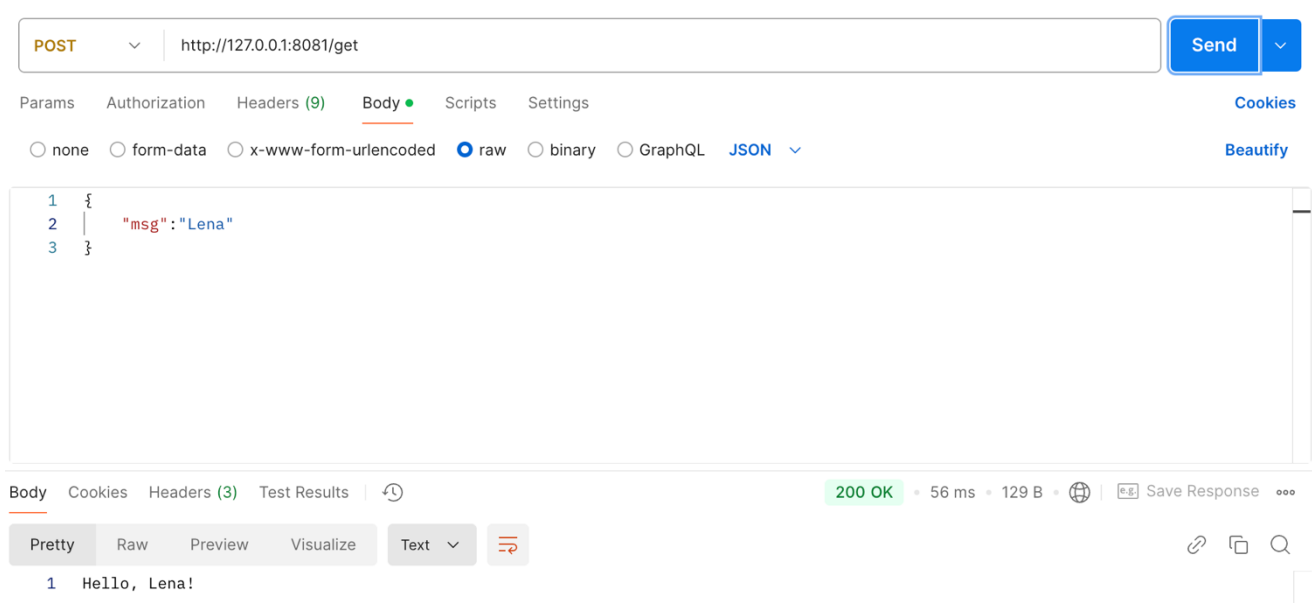 POST http://127.0.0.1:8081/get Send
Params Authorization Headers (9) Body Scripts Settings Cookies
none form-data x-www-form-urlencoded raw binary GraphQL JSON Beautify
1 {
2 "msg":"Lena"
3 }
Body Cookies Headers (3) Test Results 200 OK 56 ms 129 B e.g. Save Response
Pretty Raw Preview Visualize Text
1 Hello, Lena!